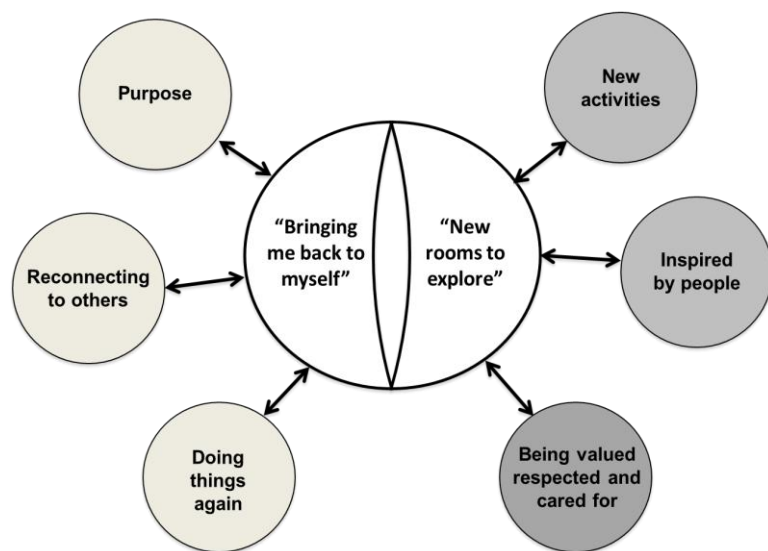 Purpose
New
activities
“Bringing
me back to
myself”
“New
rooms to
explore”
Reconnecting
to others
Inspired
by people
Doing
things
again
Being valued
respected and
cared for